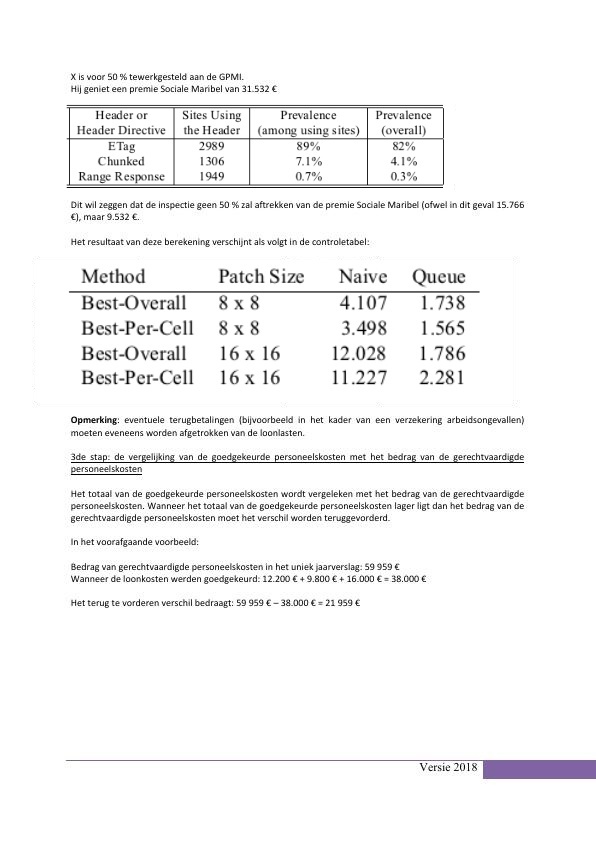 X is voor 50 % tewerkgesteld aan de GPMI.
Hij geniet een premie Sociale Maribel van 31.532 €
Header or Sites Using Prevalence Prevalence
Header Directive the Header (among using sites) (overall)
ETag 2989 89% 82%
Chunked 1306 7.1% 4.1%
Range Response 1949 0.7% 0.3%
Dit wil zeggen dat de inspectie geen 50 % zal aftrekken van de premie Sociale Maribel (ofwel in dit geval 15.766
€), maar 9.532 €.
Het resultaat van deze berekening verschijnt als volgt in de controletabel:
Method Patch Size Naive Queue
Best-Overall 8 x 8 4.107 1.738
Best-Per-Cell 8 x 8 3.498 1.565
Best-Overall 16 x 16 12.028 1.786
Best-Per-Cell 16 x 16 11.227 2.281
Opmerking: eventuele terugbetalingen (bijvoorbeeld in het kader van een verzekering arbeidsongevallen)
moeten eveneens worden afgetrokken van de loonlasten.
3de stap: de vergelijking van de goedgekeurde personeelskosten met het bedrag van de gerechtvaardigde
personeelskosten
Het totaal van de goedgekeurde personeelskosten wordt vergeleken met het bedrag van de gerechtvaardigde
personeelskosten. Wanneer het totaal van de goedgekeurde personeelskosten lager ligt dan het bedrag van de
gerechtvaardigde personeelskosten moet het verschil worden teruggevorderd.
In het voorafgaande voorbeeld:
Bedrag van gerechtvaardigde personeelskosten in het uniek jaarverslag: 59 959 €
Wanneer de loonkosten werden goedgekeurd: 12.200 € + 9.800 € + 16.000 € = 38.000 €
Het terug te vorderen verschil bedraagt: 59 959 € – 38.000 € = 21 959 €
Versie 2018